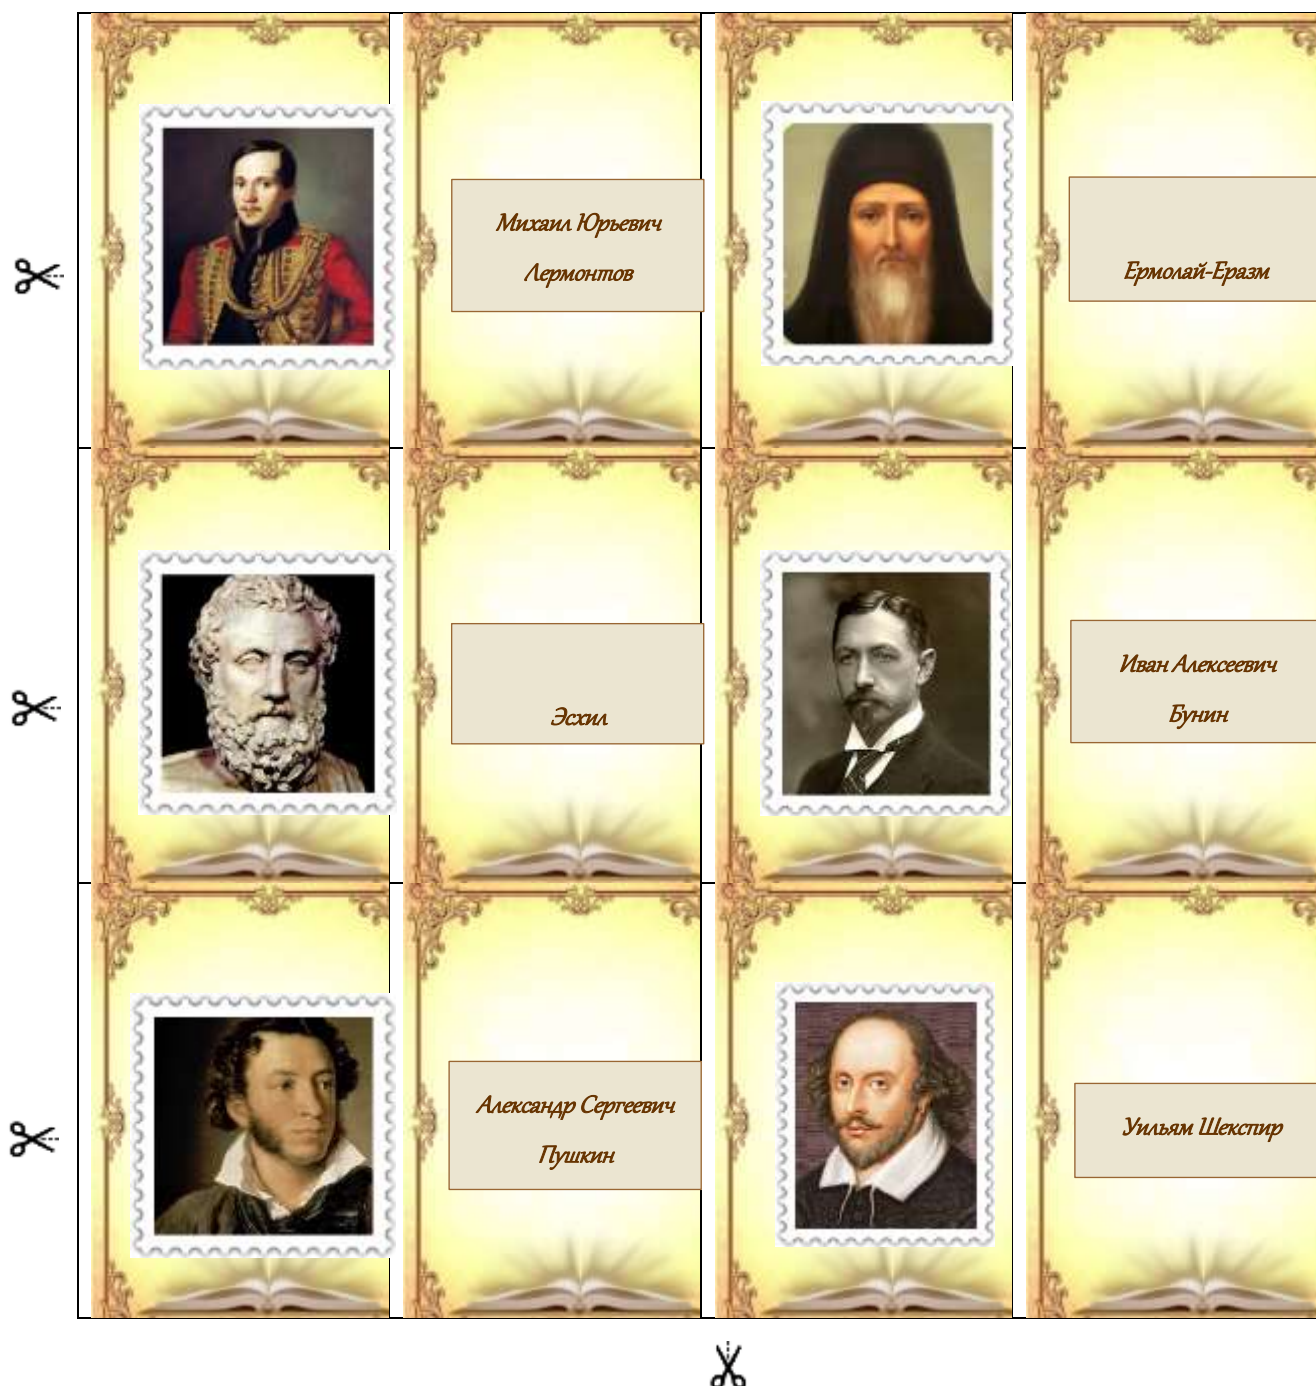 Михаил Юрьевич
Лермонтов
Ермолай-Еразм
Эсхил
Иван Алексеевич
Бунин
Александр Сергеевич
Пушкин
Уильям Шекспир